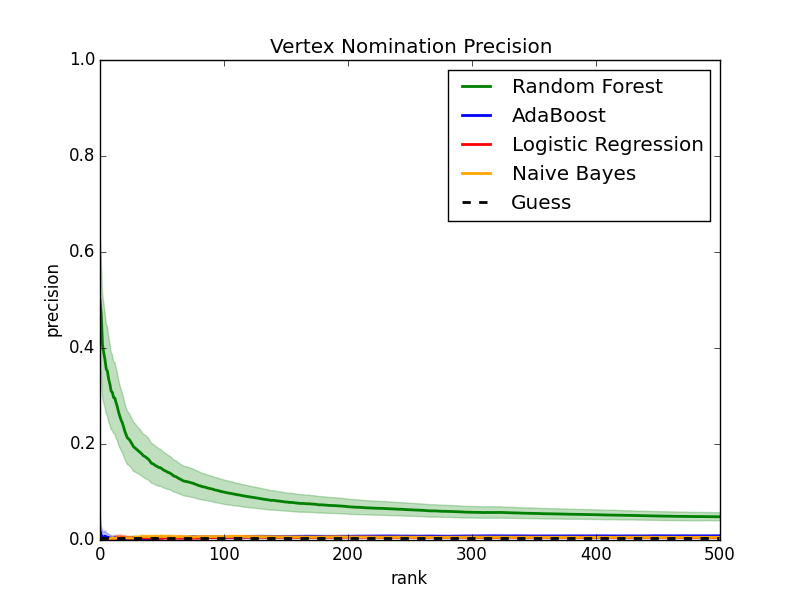 Vertex Nomination Precision
1.0
0.8
0.6
0.4
0.2
0.0
precision
Random Forest
AdaBoost
Logistic Regression
Naive Bayes
Guess
0 100 200 300 400 500
rank